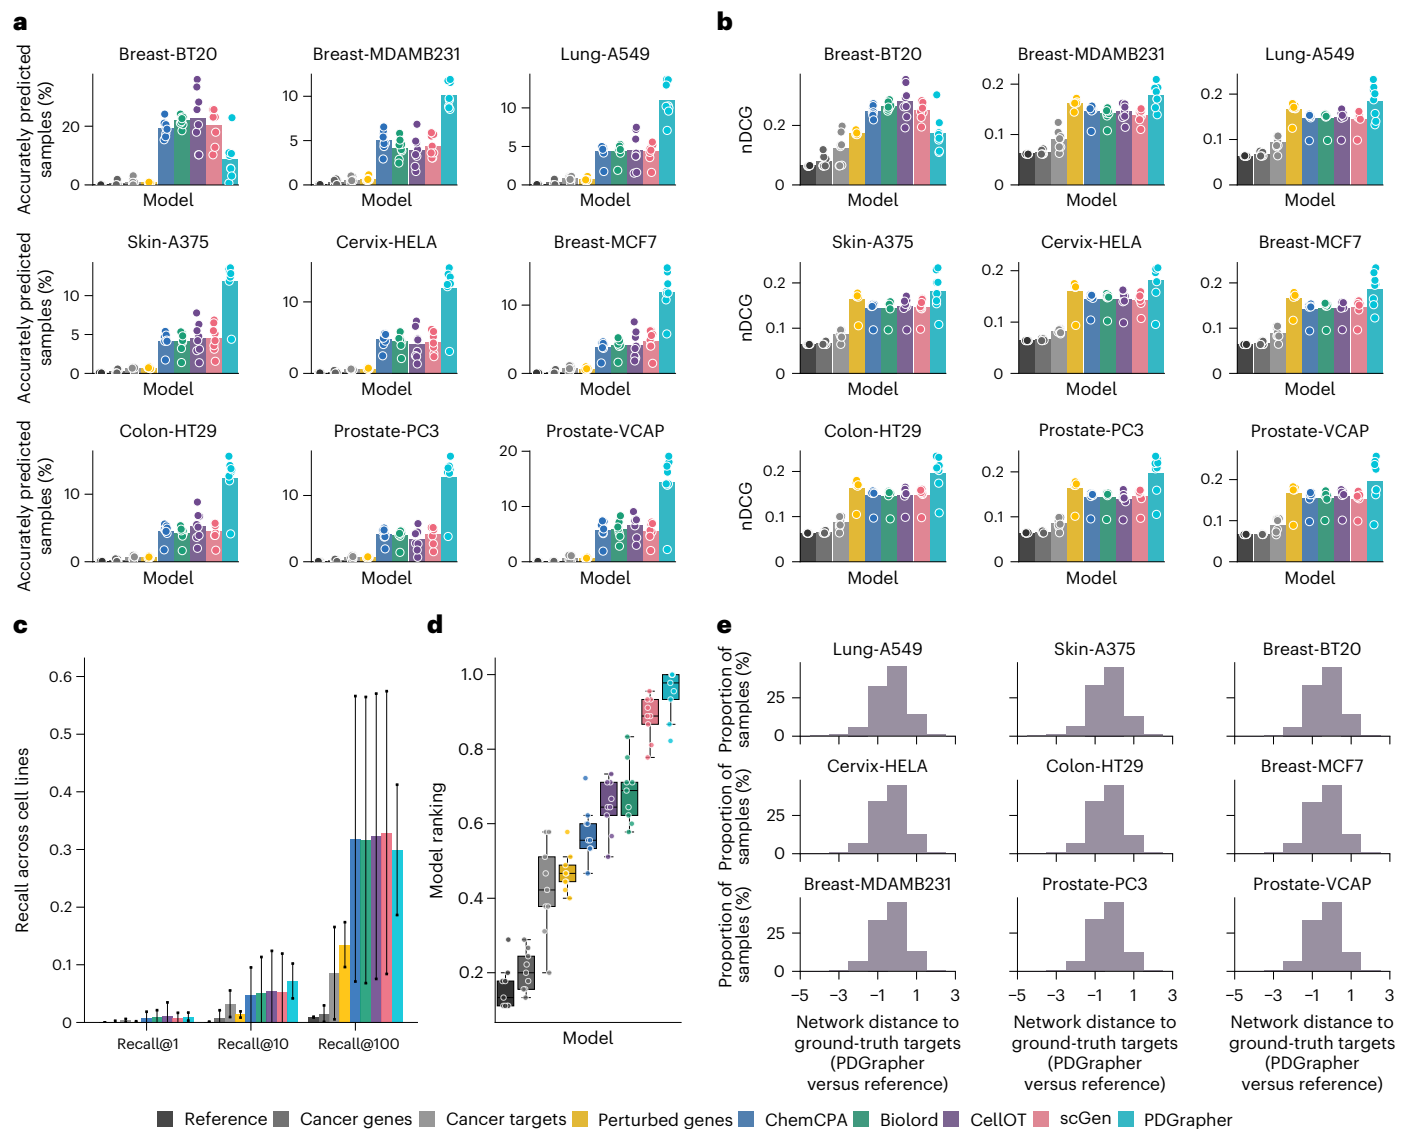 a
Breast-BT20
Breast-MDAMB231
Lung-A549
Accurately predicted
samples (%)
20
0
10
5
0
10
5
0
Model
Model
Model
Skin-A375
Cervix-HELA
Breast-MCF7
Accurately predicted
samples (%)
10
5
0
10
0
10
0
Model
Model
Model
Colon-HT29
Prostate-PC3
Prostate-VCAP
Accurately predicted
samples (%)
10
0
10
0
20
10
0
Model
Model
Model
b
Breast-BT20
Breast-MDAMB231
Lung-A549
nDCG
0.2
0
0.2
0.1
0
0.2
0.1
0
Model
Model
Model
Skin-A375
Cervix-HELA
Breast-MCF7
nDCG
0.2
0.1
0
0.2
0.1
0
0.2
0.1
0
Model
Model
Model
Colon-HT29
Prostate-PC3
Prostate-VCAP
nDCG
0.2
0.1
0
0.2
0.1
0
0.2
0.1
0
Model
Model
Model
c
Recall across cell lines
0.6
0.5
0.4
0.3
0.2
0.1
0
Recall@1
Recall@10
Recall@100
d
Model ranking
1.0
0.8
0.6
0.4
0.2
Model
e
Lung-A549
Skin-A375
Breast-BT20
Proportion of
samples (%)
25
0
Cervix-HELA
Colon-HT29
Breast-MCF7
Proportion of
samples (%)
25
0
Breast-MDAMB231
Prostate-PC3
Prostate-VCAP
Proportion of
samples (%)
25
0
−5 −3 −1 1 3
−5 −3 −1 1 3
−5 −3 −1 1 3
Network distance to
ground-truth targets
(PDGrapher
versus reference)
Network distance to
ground-truth targets
(PDGrapher
versus reference)
Network distance to
ground-truth targets
(PDGrapher
versus reference)
Reference Cancer genes Cancer targets Perturbed genes ChemCPA Biolord CellOT scGen PDGrapher